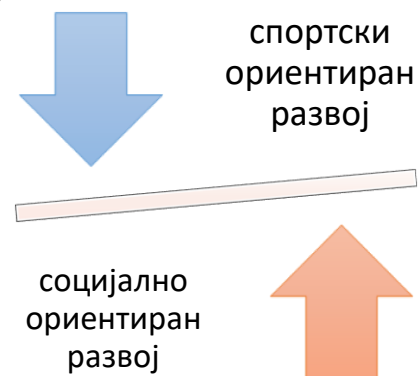 спортски
ориентиран
развој
социјално
ориентиран
развој